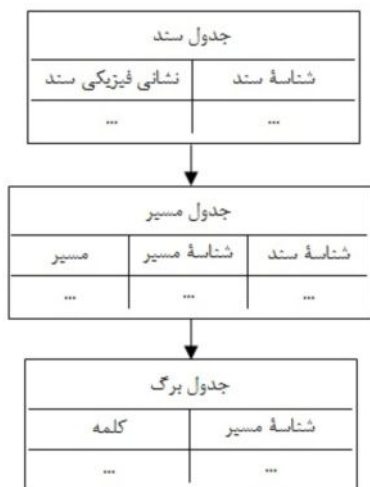 جدول سند
شناسهٔ سند نشانی فیزیکی سند
... ...
جدول مسیر
شناسهٔ سند شناسهٔ مسیر مسیر
... ... ...
جدول برگ
شناسهٔ مسیر کلمه
... ...